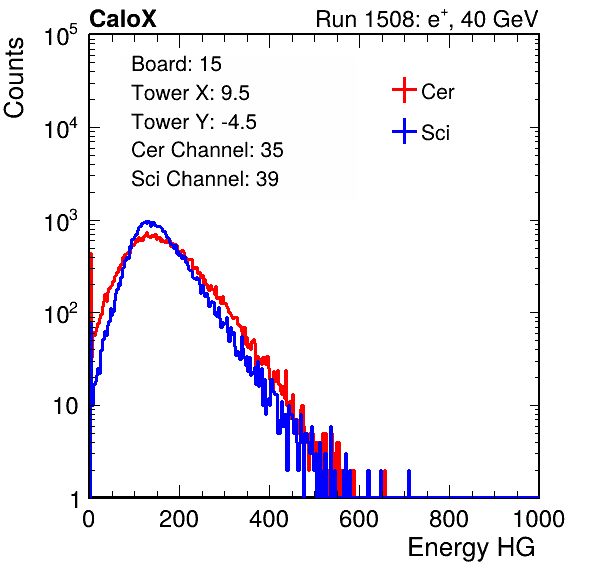 CaloX Run 1508: e⁺, 40 GeV
Counts
10⁵
10⁴
10³
10²
10
1
Board: 15
Tower X: 9.5
Tower Y: -4.5
Cer Channel: 35
Sci Channel: 39
Cer
Sci
0 200 400 600 800 1000
Energy HG